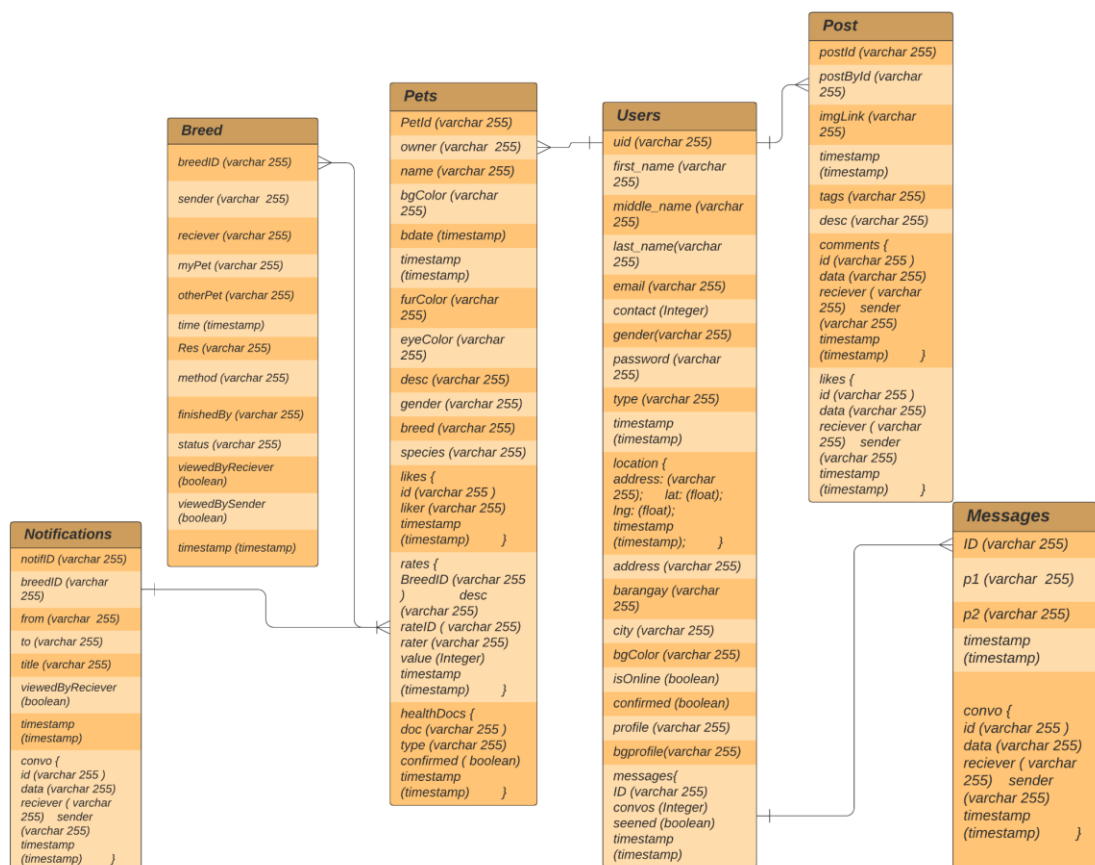 Breed
breedID (varchar 255)
sender (varchar  255)
reciever (varchar 255)
myPet (varchar 255)
otherPet (varchar 255)
time (timestamp)
Res (varchar 255)
method (varchar 255)
finishedBy (varchar 255)
status (varchar 255)
viewedByReciever
(boolean)
viewedBySender
(boolean)
timestamp (timestamp)
Notifications
notifID (varchar 255)
breedID (varchar
255)
from (varchar  255)
to (varchar 255)
title (varchar 255)
viewedByReciever
(boolean)
timestamp
(timestamp)
convo {
id (varchar 255 )
data (varchar 255)
reciever ( varchar
255)    sender
(varchar 255)
timestamp
(timestamp)       }
Pets
PetId (varchar 255)
owner (varchar  255)
name (varchar 255)
bgColor (varchar
255)
bdate (timestamp)
timestamp
(timestamp)
furColor (varchar
255)
eyeColor (varchar
255)
desc (varchar 255)
gender (varchar 255)
breed (varchar 255)
species (varchar 255)
likes {
id (varchar 255 )
liker (varchar 255)
timestamp
(timestamp)       }
rates {
BreedID (varchar 255
)              desc
(varchar 255)
rateID ( varchar 255)
rater (varchar 255)
value (Integer)
timestamp
(timestamp)       }
healthDocs {
doc (varchar 255 )
type (varchar 255)
confirmed ( boolean)
timestamp
(timestamp)       }
Users
uid (varchar 255)
first_name (varchar
255)
middle_name (varchar
255)
last_name(varchar
255)
email (varchar 255)
contact (Integer)
gender(varchar 255)
password (varchar
255)
type (varchar 255)
timestamp
(timestamp)
location {
address: (varchar
255);     lat: (float);
lng: (float);
timestamp
(timestamp);       }
address (varchar 255)
barangay (varchar
255)
city (varchar 255)
bgColor (varchar 255)
isOnline (boolean)
confirmed (boolean)
profile (varchar 255)
bgprofile(varchar 255)
messages{
ID (varchar 255)
convos (Integer)
seened (boolean)
timestamp
(timestamp)
Post
postId (varchar 255)
postById (varchar
255)
imgLink (varchar
255)
timestamp
(timestamp)
tags (varchar 255)
desc (varchar 255)
comments {
id (varchar 255 )
data (varchar 255)
reciever ( varchar
255)    sender
(varchar 255)
timestamp
(timestamp)       }
likes {
id (varchar 255 )
data (varchar 255)
reciever ( varchar
255)    sender
(varchar 255)
timestamp
(timestamp)       }
Messages
ID (varchar 255)
p1 (varchar  255)
p2 (varchar 255)
timestamp
(timestamp)
convo {
id (varchar 255 )
data (varchar 255)
reciever ( varchar
255)    sender
(varchar 255)
timestamp
(timestamp)       }